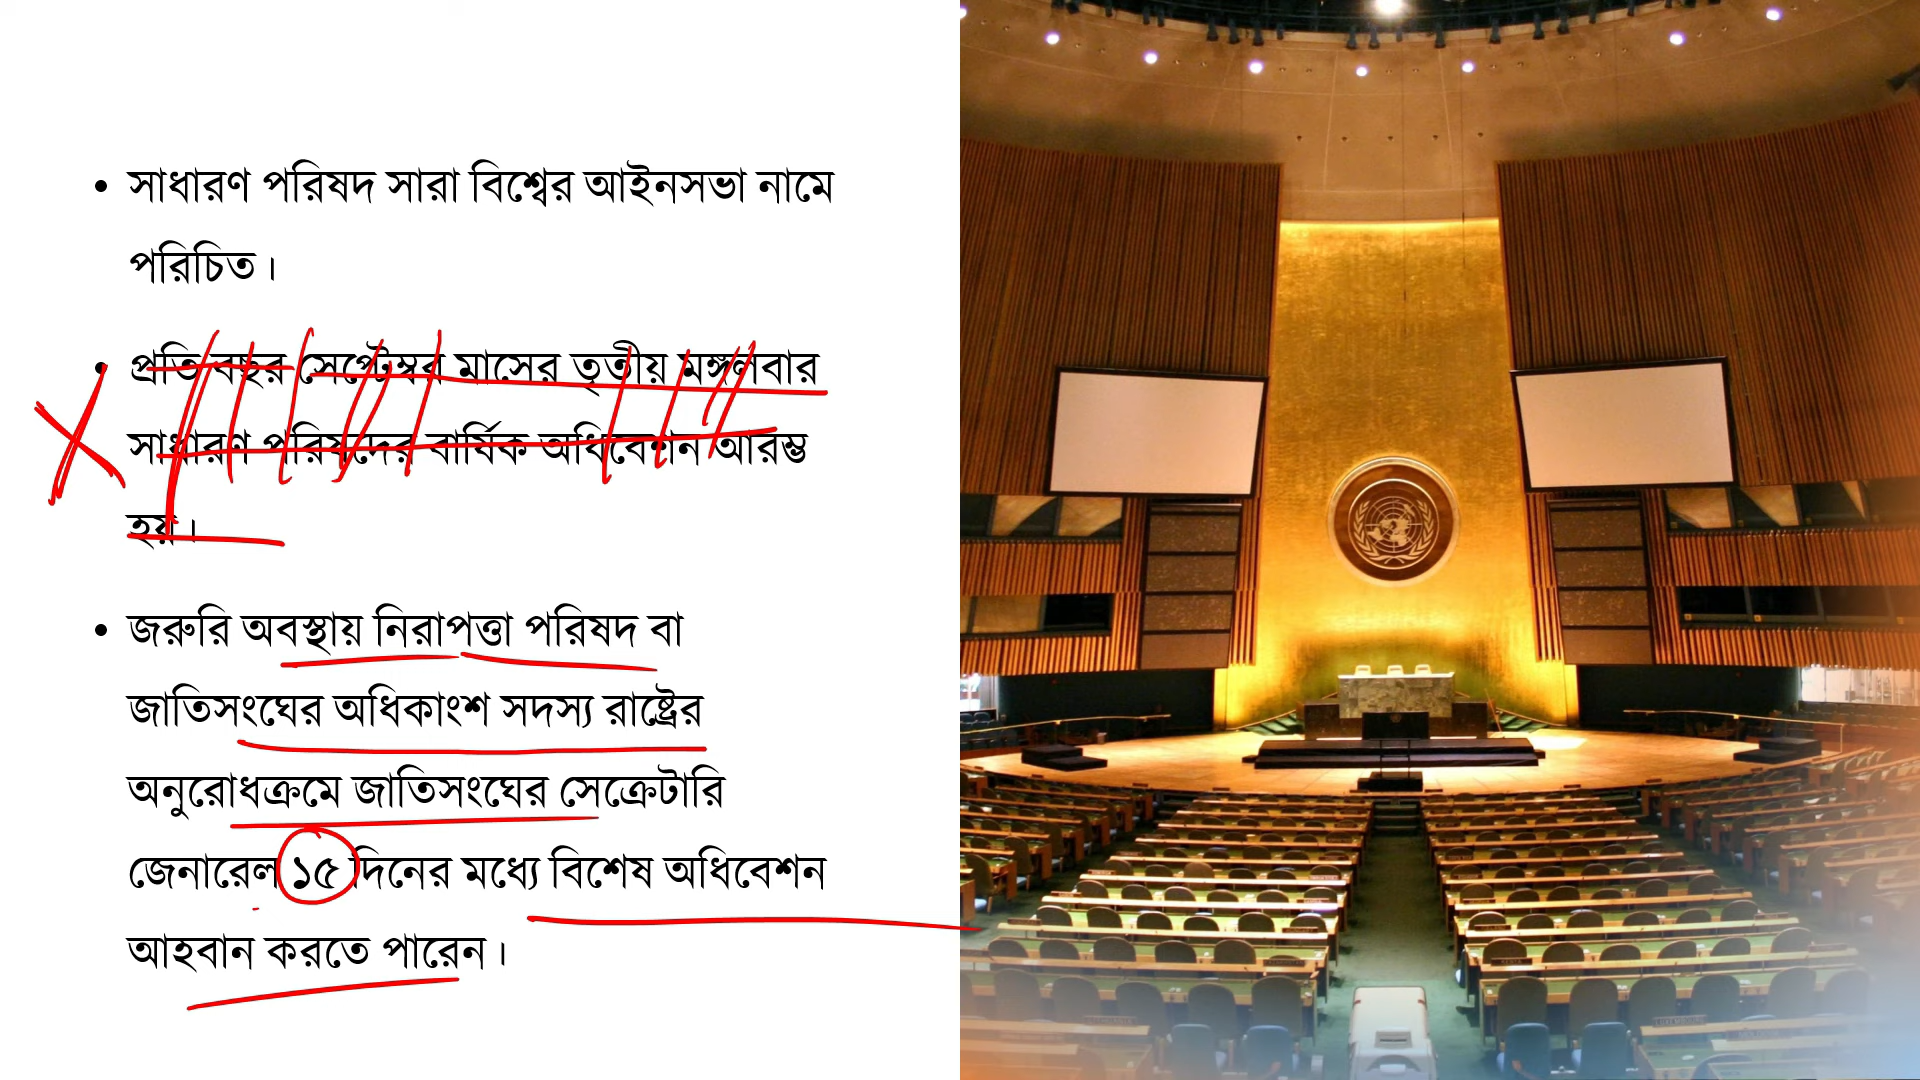 • সাধারণ পরিষদ সারা বিশ্বের আইনসভা নামে
পরিচিত।
• প্রতি বছর সেপ্টেম্বর মাসের তৃতীয় মঙ্গলবার
সাধারণ পরিষদের বার্ষিক অধিবেশন আরম্ভ
হয়।
• জরুরি অবস্থায় নিরাপত্তা পরিষদ বা
জাতিসংঘের অধিকাংশ সদস্য রাষ্ট্রের
অনুরোধক্রমে জাতিসংঘের সেক্রেটারি
জেনারেল ১৫ দিনের মধ্যে বিশেষ অধিবেশন
আহবান করতে পারেন।